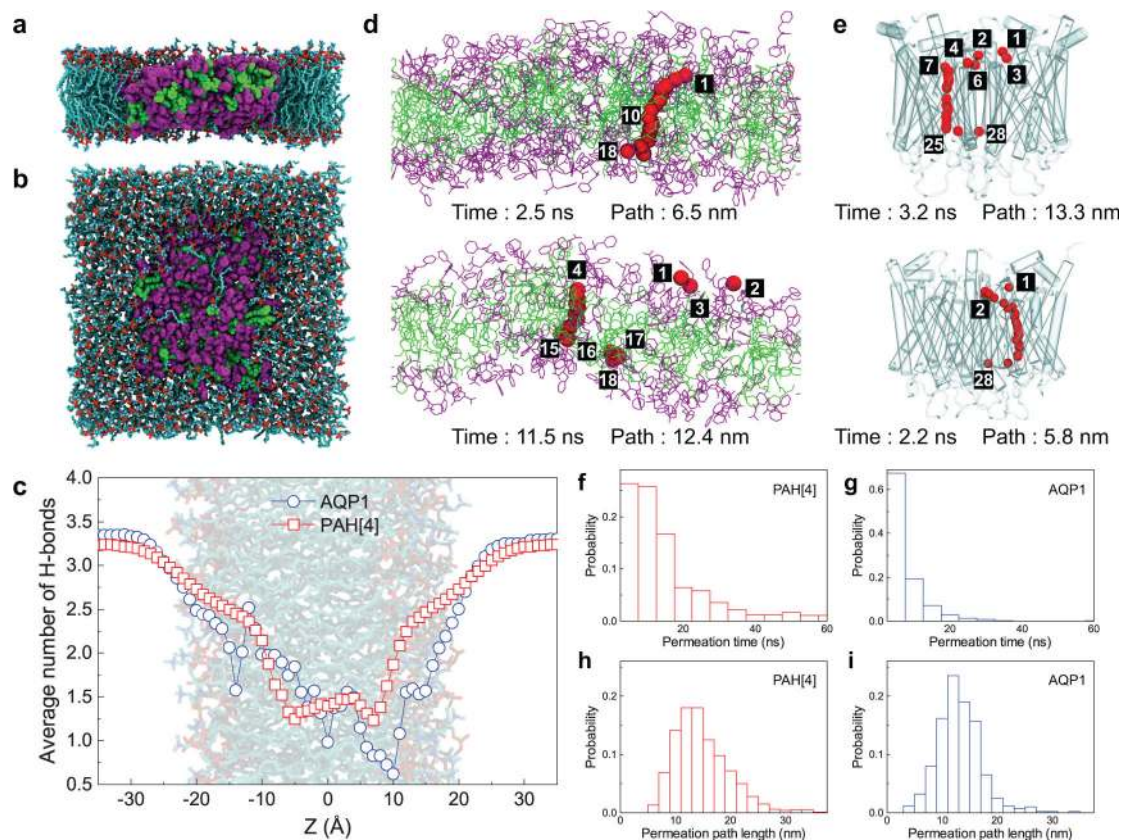 a
b
d
1
10
18
Time : 2.5 ns Path : 6.5 nm
4
1
3
2
15
16
17
18
Time : 11.5 ns Path : 12.4 nm
e
4
2
1
7
6
3
25
28
Time : 3.2 ns Path : 13.3 nm
1
2
28
Time : 2.2 ns Path : 5.8 nm
c
Average number of H-bonds
4.0
3.5
3.0
2.5
2.0
1.5
1.0
0.5
AQP1
PAH[4]
-30 -20 -10 0 10 20 30
Z (Å)
f
PAH[4]
Probability
0.3
0.2
0.1
0.0
20 40 60
Permeation time (ns)
g
AQP1
Probability
0.6
0.4
0.2
0.0
20 40 60
Permeation time (ns)
h
PAH[4]
Probability
0.2
0.1
0
0 10 20 30
Permeation path length (nm)
i
AQP1
Probability
0.2
0.1
0
0 10 20 30
Permeation path length (nm)